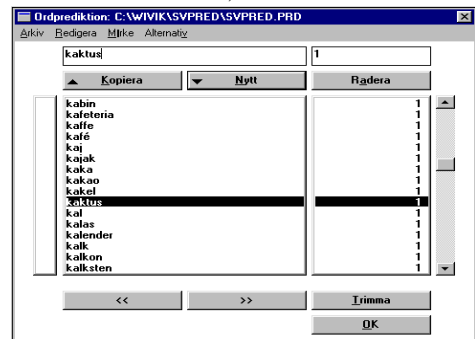 Ordprediktion: C:\WIVIK\SVPRED\SVPRED.PRD
Arkiv Redigera Mlrke Alternativ
kaktus 1
Kopiera Nytt Radera
kabin 1
kafeteria 1
kaffe 1
kafé 1
kaj 1
kajak 1
kaka 1
kakao 1
kakel 1
kaktus 1
kal 1
kalas 1
kalender 1
kalk 1
kalkon 1
kalksten 1
<< >> Trimma
OK